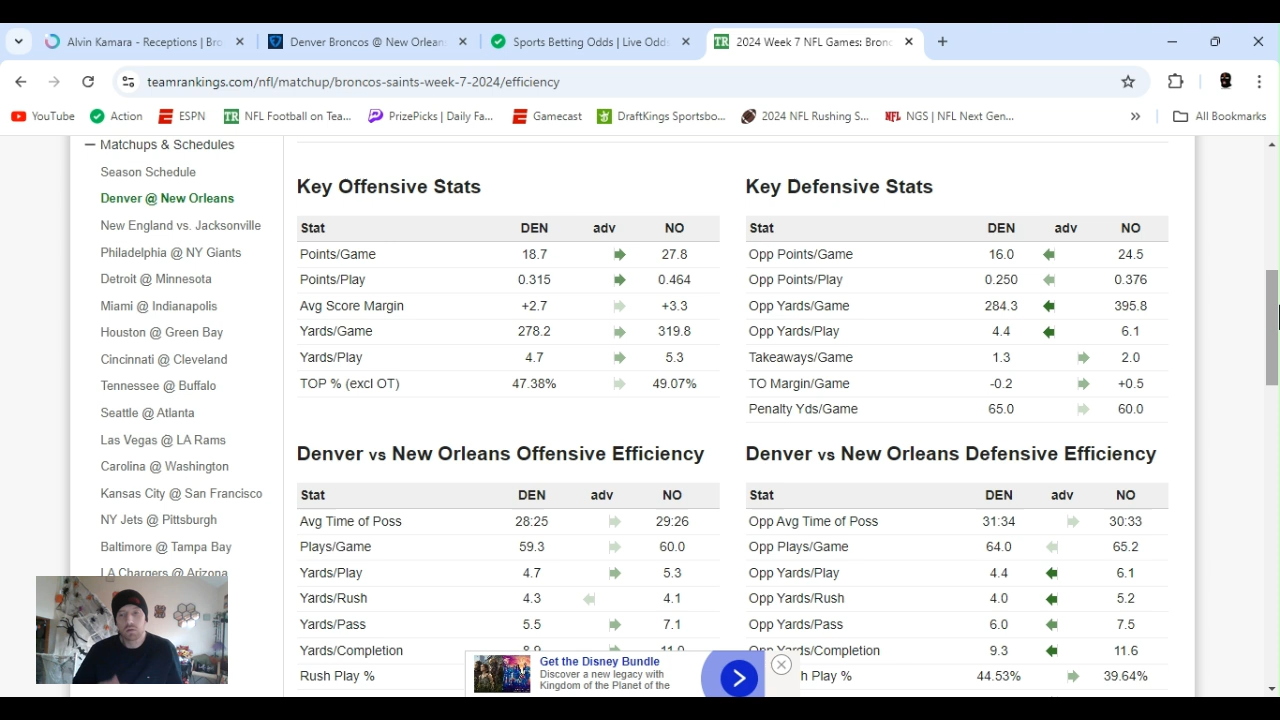 Alvin Kamara - Receptions | Bro
Denver Broncos @ New Orlean
Sports Betting Odds | Live Odd
TR 2024 Week 7 NFL Games: Bronc
teamrankings.com/nfl/matchup/broncos-saints-week-7-2024/efficiency
YouTube
Action
ESPN
TR NFL Football on Tea...
PrizePicks | Daily Fa...
Gamecast
DraftKings Sportsbo...
2024 NFL Rushing S...
NFL NGS | NFL Next Gen...
»
All Bookmarks
Matchups & Schedules
Season Schedule
Denver @ New Orleans
New England vs. Jacksonville
Philadelphia @ NY Giants
Detroit @ Minnesota
Miami @ Indianapolis
Houston @ Green Bay
Cincinnati @ Cleveland
Tennessee @ Buffalo
Seattle @ Atlanta
Las Vegas @ LA Rams
Carolina @ Washington
Kansas City @ San Francisco
NY Jets @ Pittsburgh
Baltimore @ Tampa Bay
LA Chargers @ Arizona
Key Offensive Stats
Stat DEN adv NO
Points/Game 18.7 27.8
Points/Play 0.315 0.464
Avg Score Margin +2.7 +3.3
Yards/Game 278.2 319.8
Yards/Play 4.7 5.3
TOP % (excl OT) 47.38% 49.07%
Key Defensive Stats
Stat DEN adv NO
Opp Points/Game 16.0 24.5
Opp Points/Play 0.250 0.376
Opp Yards/Game 284.3 395.8
Opp Yards/Play 4.4 6.1
Takeaways/Game 1.3 2.0
TO Margin/Game -0.2 +0.5
Penalty Yds/Game 65.0 60.0
Denver vs New Orleans Offensive Efficiency
Stat DEN adv NO
Avg Time of Poss 28:25 29:26
Plays/Game 59.3 60.0
Yards/Play 4.7 5.3
Yards/Rush 4.3 4.1
Yards/Pass 5.5 7.1
Yards/Completion 8.9 11.0
Rush Play %
Denver vs New Orleans Defensive Efficiency
Stat DEN adv NO
Opp Avg Time of Poss 31:34 30:33
Opp Plays/Game 64.0 65.2
Opp Yards/Play 4.4 6.1
Opp Yards/Rush 4.0 5.2
Opp Yards/Pass 6.0 7.5
Opp Yards/Completion 9.3 11.6
Play % 44.53% 39.64%
Get the Disney Bundle
Discover a new legacy with
Kingdom of the Planet of the